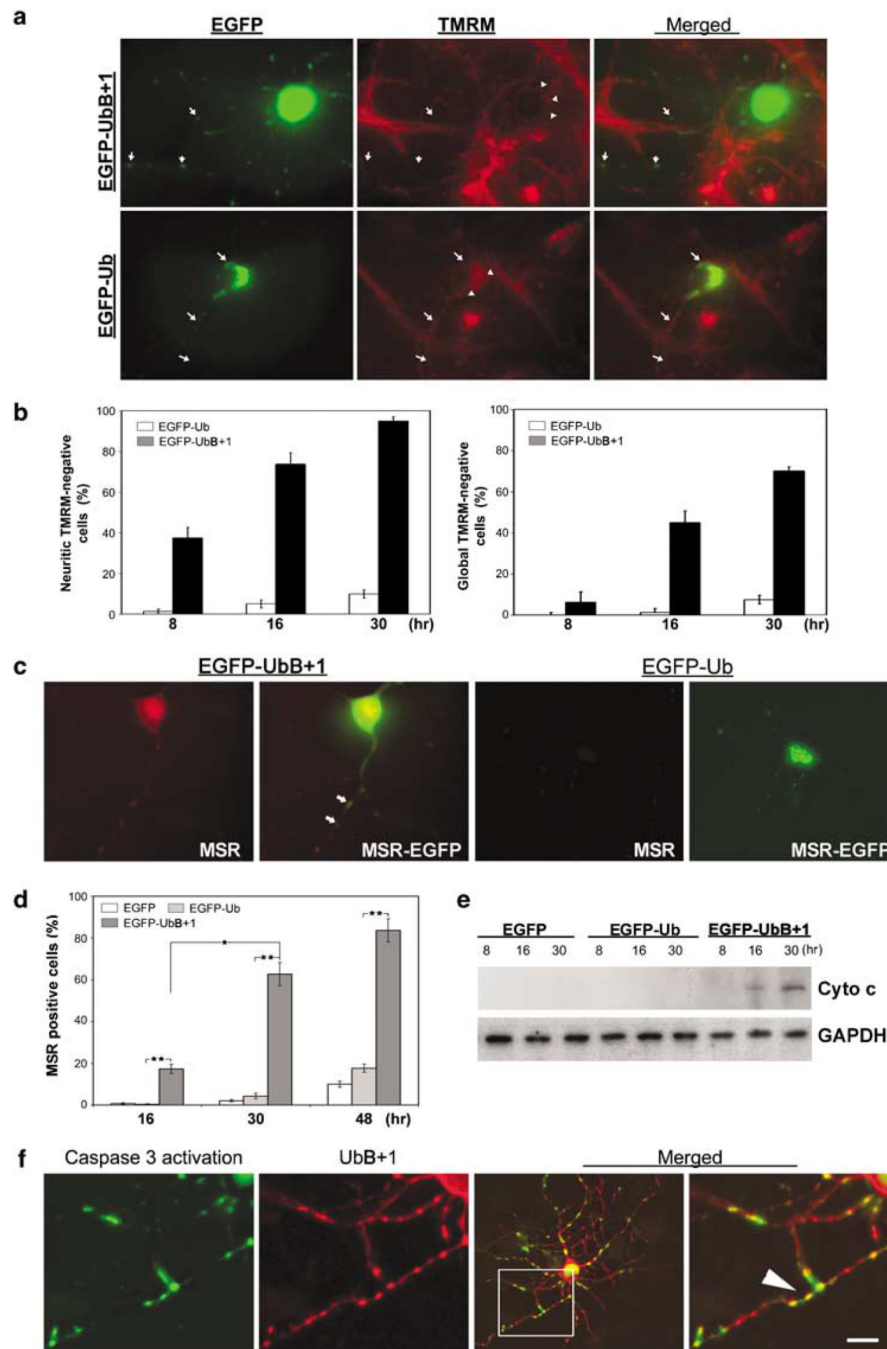 a
EGFP TMRM Merged
EGFP-UbB+1
EGFP-Ub
b
Neuritic TMRM-negative cells (%)
100
80
60
40
20
0
EGFP-Ub
EGFP-UbB+1
8 16 30 (hr)
Global TMRM-negative cells (%)
100
80
60
40
20
0
EGFP-Ub
EGFP-UbB+1
8 16 30 (hr)
c
EGFP-UbB+1 EGFP-Ub
MSR MSR-EGFP MSR MSR-EGFP
d
MSR positive cells (%)
100
80
60
40
20
0
EGFP EGFP-Ub
EGFP-UbB+1
**
*
**
**
16 30 48 (hr)
e
EGFP EGFP-Ub EGFP-UbB+1
8 16 30 8 16 30 8 16 30 (hr)
Cyto c
GAPDH
f
Caspase 3 activation UbB+1 Merged